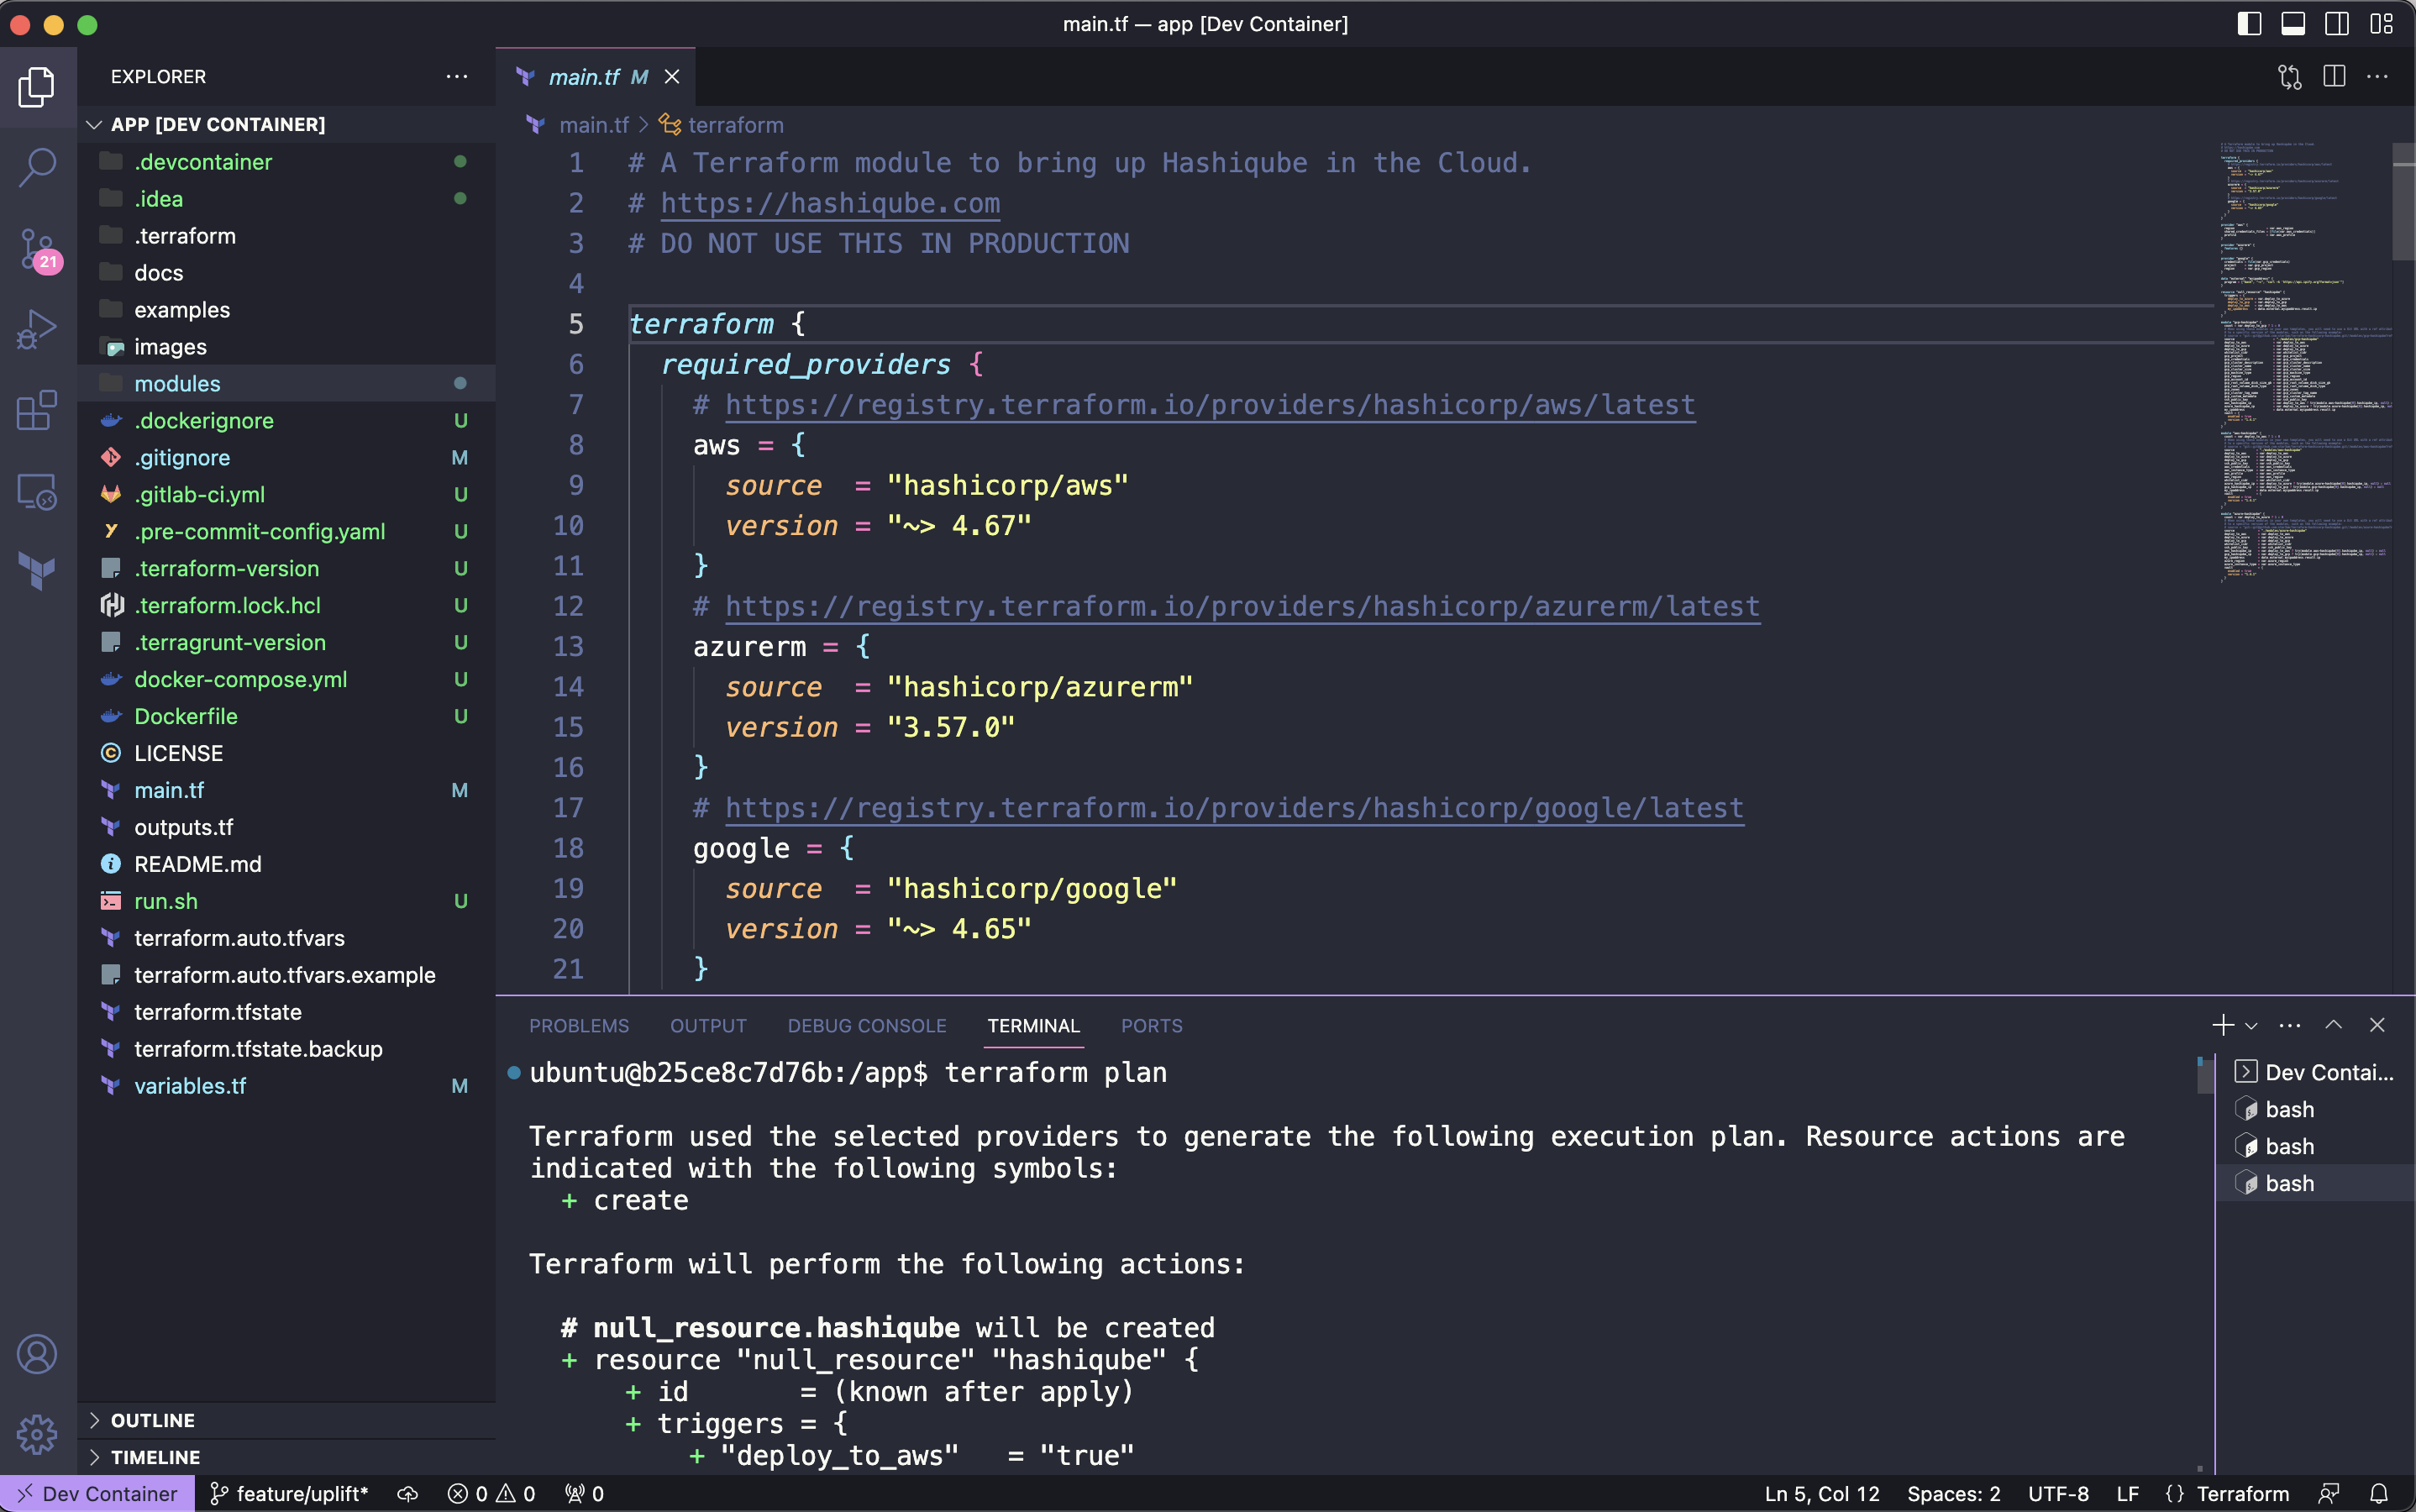 main.tf — app [Dev Container]
EXPLORER
APP [DEV CONTAINER]
.devcontainer
.idea
.terraform
docs
examples
images
modules
.dockerignore U
.gitignore M
.gitlab-ci.yml U
.pre-commit-config.yaml U
.terraform-version U
.terraform.lock.hcl U
.terragrunt-version U
docker-compose.yml U
Dockerfile U
LICENSE
main.tf M
outputs.tf
README.md
run.sh U
terraform.auto.tfvars
terraform.auto.tfvars.example
terraform.tfstate
terraform.tfstate.backup
variables.tf M
OUTLINE
TIMELINE
21
main.tf M
main.tf > terraform
1 # A Terraform module to bring up Hashiqube in the Cloud.
2 # https://hashiqube.com
3 # DO NOT USE THIS IN PRODUCTION
4
5 terraform {
6 required_providers {
7 # https://registry.terraform.io/providers/hashicorp/aws/latest
8 aws = {
9 source  = "hashicorp/aws"
10 version = "~> 4.67"
11 }
12 # https://registry.terraform.io/providers/hashicorp/azurerm/latest
13 azurerm = {
14 source  = "hashicorp/azurerm"
15 version = "3.57.0"
16 }
17 # https://registry.terraform.io/providers/hashicorp/google/latest
18 google = {
19 source  = "hashicorp/google"
20 version = "~> 4.65"
21 }
PROBLEMS OUTPUT DEBUG CONSOLE TERMINAL PORTS
ubuntu@b25ce8c7d76b:/app$ terraform plan
Terraform used the selected providers to generate the following execution plan. Resource actions are
indicated with the following symbols:
+ create
Terraform will perform the following actions:
# null_resource.hashiqube will be created
+ resource "null_resource" "hashiqube" {
+ id       = (known after apply)
+ triggers = {
+ "deploy_to_aws"   = "true"
Dev Contai...
bash
bash
bash
Dev Container feature/uplift* 0 0 0 Ln 5, Col 12 Spaces: 2 UTF-8 LF {} Terraform